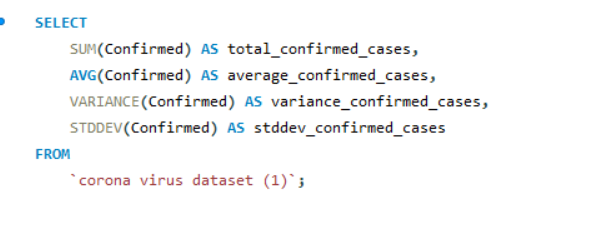 SELECT
SUM(Confirmed) AS total_confirmed_cases,
AVG(Confirmed) AS average_confirmed_cases,
VARIANCE(Confirmed) AS variance_confirmed_cases,
STDDEV(Confirmed) AS stddev_confirmed_cases
FROM
`corona virus dataset (1)`;